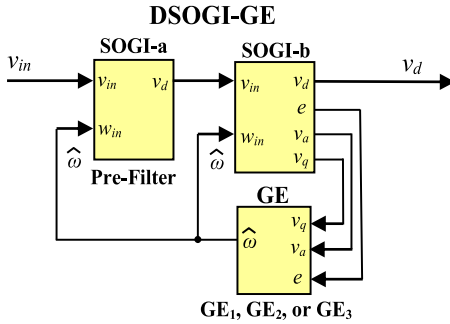 DSOGI-GE
SOGI-a
SOGI-b
v_in
v_in v_d
w_in
ω̂
Pre-Filter
v_in v_d
e
w_in v_a
v_q
ω̂
v_d
GE
v_q
ω̂ v_a
e
GE₁, GE₂, or GE₃